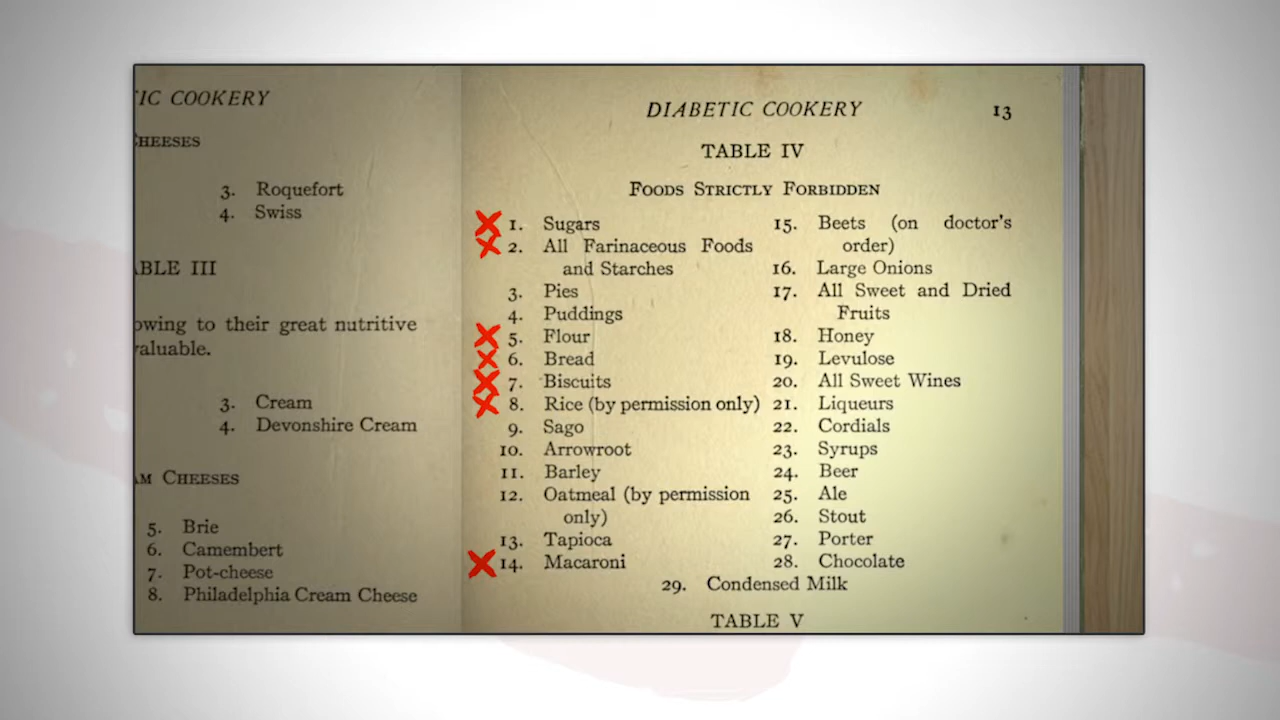 IC COOKERY
CHEESES
3. Roquefort
4. Swiss
BLE III
owing to their great nutritive
valuable.
3. Cream
4. Devonshire Cream
M CHEESES
5. Brie
6. Camembert
7. Pot-cheese
8. Philadelphia Cream Cheese
DIABETIC COOKERY 13
TABLE IV
FOODS STRICTLY FORBIDDEN
1. Sugars
2. All Farinaceous Foods
and Starches
3. Pies
4. Puddings
5. Flour
6. Bread
7. Biscuits
8. Rice (by permission only)
9. Sago
10. Arrowroot
11. Barley
12. Oatmeal (by permission
only)
13. Tapioca
14. Macaroni
15. Beets (on doctor's
order)
16. Large Onions
17. All Sweet and Dried
Fruits
18. Honey
19. Levulose
20. All Sweet Wines
21. Liqueurs
22. Cordials
23. Syrups
24. Beer
25. Ale
26. Stout
27. Porter
28. Chocolate
29. Condensed Milk
TABLE V